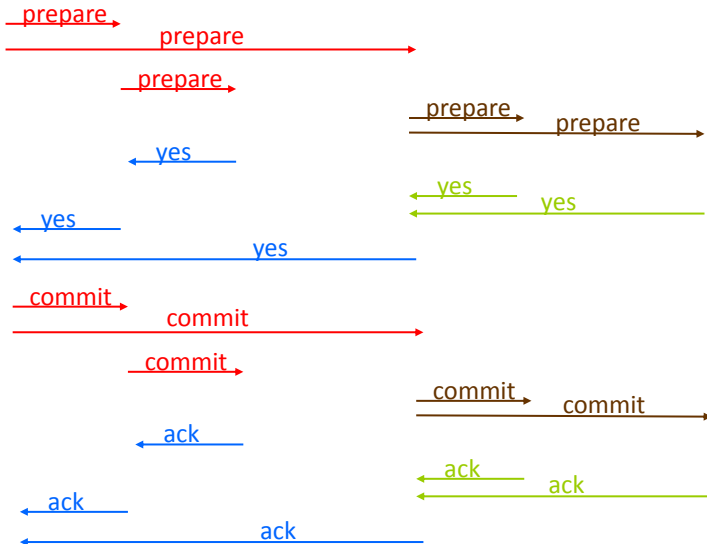 prepare
prepare
prepare
prepare
prepare
yes
yes
yes
yes
yes
commit
commit
commit
commit
commit
ack
ack
ack
ack
ack